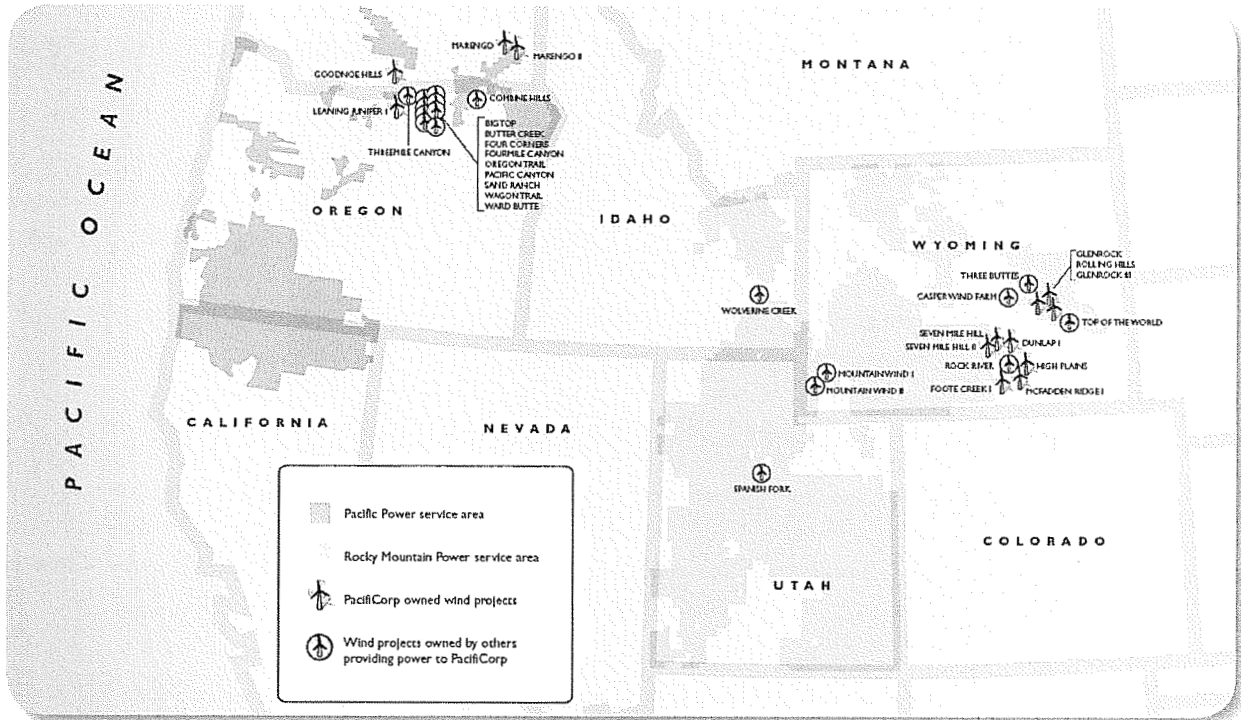 PACIFIC OCEAN
MARENGO
MARENGO II
GOODNOE HILLS
LEANING JUNIPER I
COMBINE HILLS
THREEMILE CANYON
BIGTOP
BUTTER CREEK
FOUR CORNERS
FOURMILE CANYON
OREGON TRAIL
PACIFIC CANYON
SAND RANCH
WAGON TRAIL
WARD BUTTE
MONTANA
OREGON
IDAHO
WYOMING
GLENROCK
ROLLING HILLS
GLENROCK III
THREE BUTTES
CASPER WIND FARM
TOP OF THE WORLD
WOLVERINE CREEK
SEVEN MILE HILL
SEVEN MILE HILL II
DUNLAP I
ROCK RIVER
HIGH PLAINS
FOOTE CREEK I
MCFADDEN RIDGE I
MOUNTAIN WIND I
MOUNTAIN WIND II
CALIFORNIA
NEVADA
SPANISH FORK
UTAH
COLORADO
Pacific Power service area
Rocky Mountain Power service area
PacifiCorp owned wind projects
Wind projects owned by others
providing power to PacifiCorp